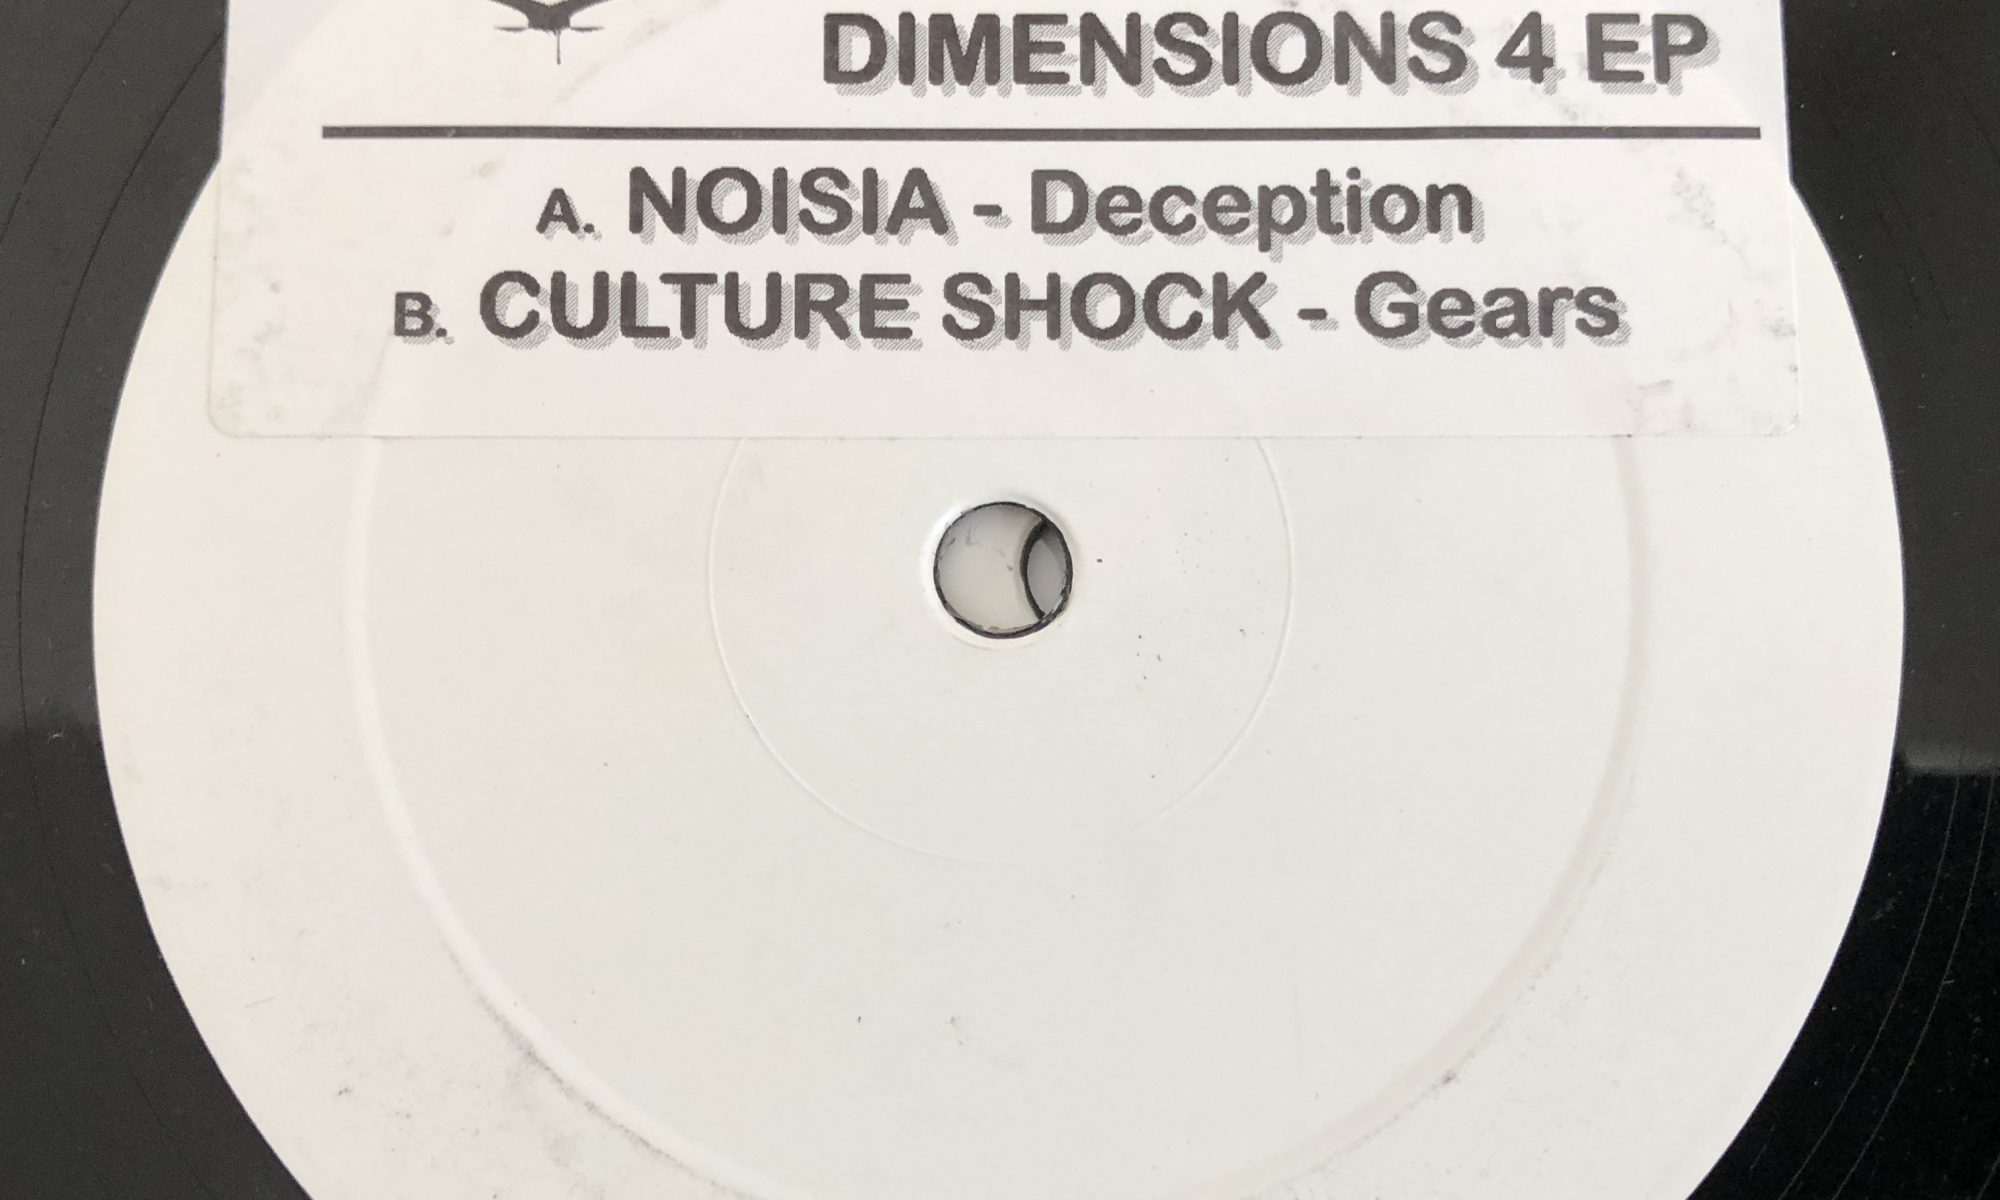 DIMENSIONS 4 EP
A. NOISIA - Deception
B. CULTURE SHOCK - Gears